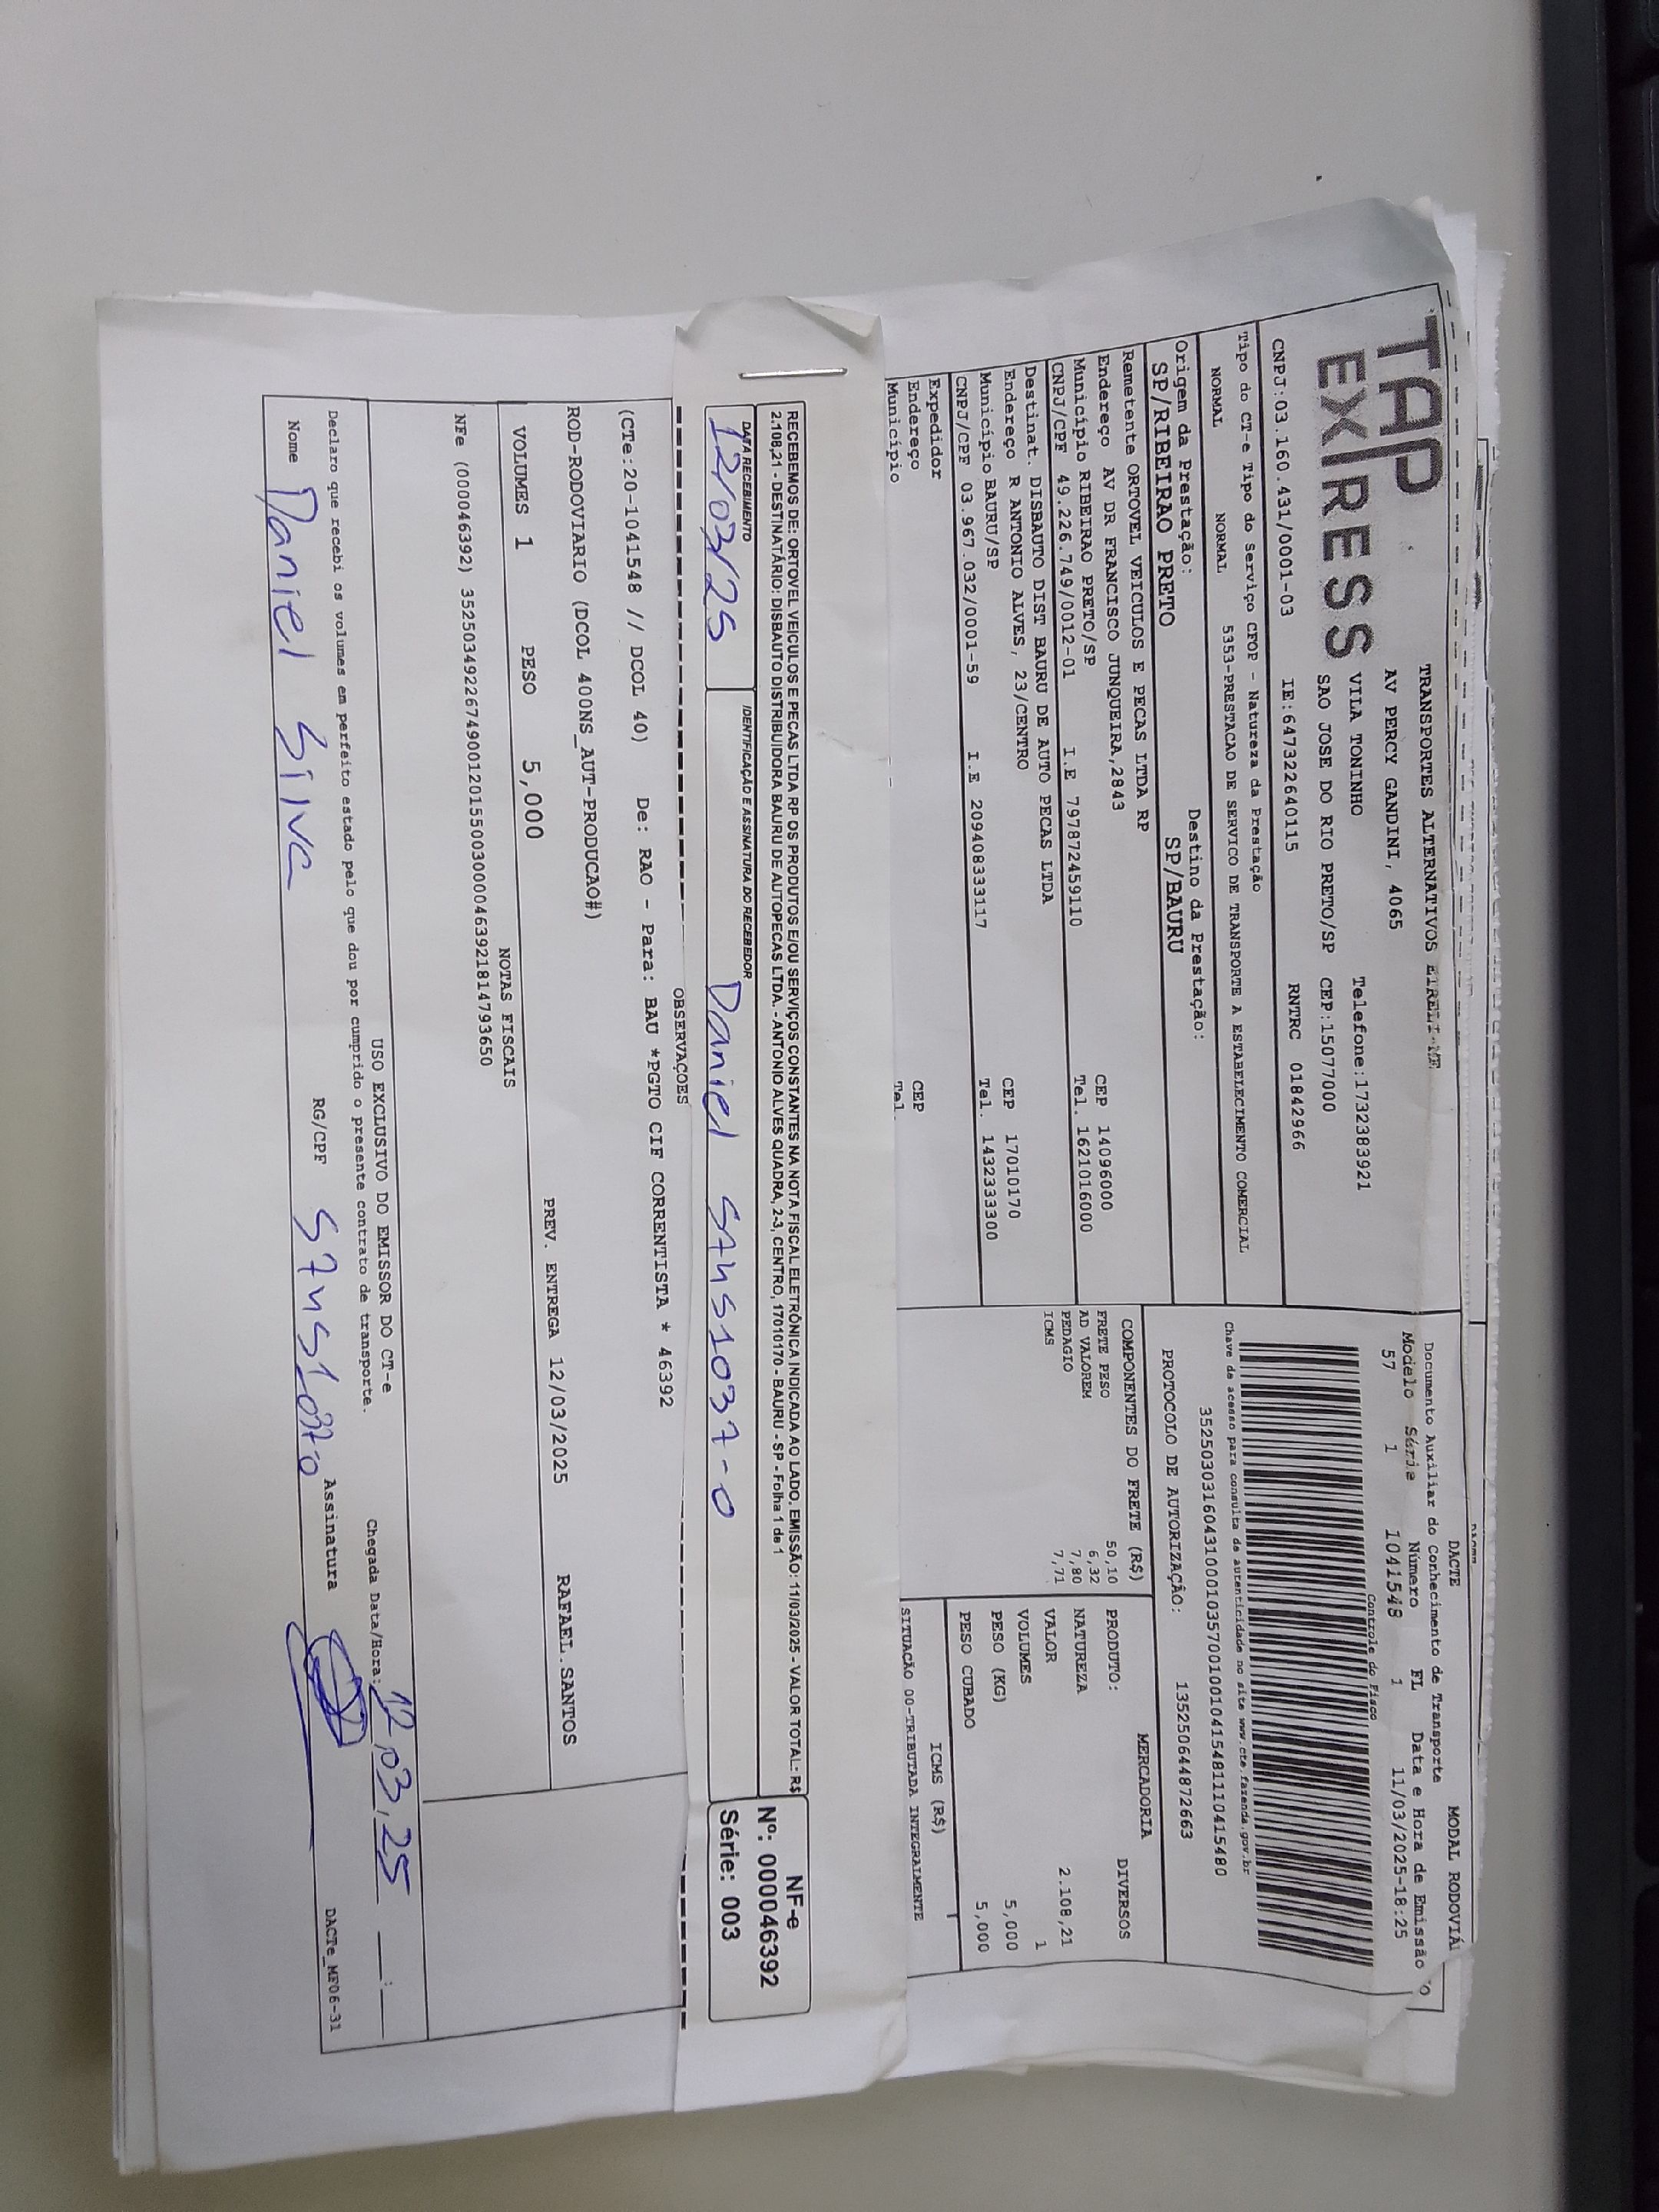 TAP
EXPRESS
TRANSPORTES ALTERNATIVOS EIRELI-ME
AV PERCY GANDINI, 4065
VILA TONINHO Telefone:1732383921
SAO JOSE DO RIO PRETO/SP CEP:15077000
CNPJ:03.160.431/0001-03 IE:647322640115 RNTRC 01842966
Tipo do CT-e Tipo do Serviço CFOP - Natureza da Prestação
NORMAL NORMAL 5353-PRESTACAO DE SERVICO DE TRANSPORTE A ESTABELECIMENTO COMERCIAL
Origem da Prestação: Destino da Prestação:
SP/RIBEIRAO PRETO SP/BAURU
Remetente ORTOVEL VEICULOS E PECAS LTDA RP
Endereço AV DR FRANCISCO JUNQUEIRA,2843 CEP 14096000
Município RIBEIRAO PRETO/SP Tel. 1621016000
CNPJ/CPF 49.226.749/0012-01 I.E 797872459110
Destinat. DISBAUTO DIST BAURU DE AUTO PECAS LTDA
Endereço R ANTONIO ALVES, 23/CENTRO CEP 17010170
Município BAURU/SP Tel. 1432333300
CNPJ/CPF 03.967.032/0001-59 I.E 209408333117
Expedidor
Endereço CEP
Município Tel.
DACTE MODAL RODOVIÁ
Documento Auxiliar do Conhecimento de Transporte
Modelo Série Número FL Data e Hora de Emissão
57 1 1041548 1 11/03/2025-18:25
Controle do Fisco
Chave de acesso para consulta de autenticidade no site www.cte.fazenda.gov.br
35250303160431000103570010010415481110415480
PROTOCOLO DE AUTORIZAÇÃO: 135250644872663
COMPONENTES DO FRETE (R$)
FRETE PESO 50,10
AD VALOREM 6,32
PEDAGIO 7,80
ICMS 7,71
MERCADORIA
PRODUTO: DIVERSOS
NATUREZA
VALOR 2.108,21
VOLUMES 1
PESO (KG) 5,000
PESO CUBADO 5,000
ICMS (R$)
SITUAÇÃO 00-TRIBUTADA INTEGRALMENTE
RECEBEMOS DE: ORTOVEL VEICULOS E PECAS LTDA RP OS PRODUTOS E/OU SERVIÇOS CONSTANTES NA NOTA FISCAL ELETRÔNICA INDICADA AO LADO. EMISSÃO: 11/03/2025 - VALOR TOTAL: R$
2.108,21 - DESTINATÁRIO: DISBAUTO DISTRIBUIDORA BAURU DE AUTOPECAS LTDA. - ANTONIO ALVES QUADRA, 2-3, CENTRO, 17010170 - BAURU - SP - Folha 1 de 1
DATA RECEBIMENTO IDENTIFICAÇÃO E ASSINATURA DO RECEBEDOR
12/03/25 Daniel 57451037-0
NF-e
Nº: 000046392
Série: 003
OBSERVAÇOES
(CTe:20-1041548 // DCOL 40) De: RAO - Para: BAU *PGTO CIF CORRENTISTA * 46392
ROD-RODOVIARIO (DCOL 400NS_AUT-PRODUCAO#)
VOLUMES 1 PESO 5,000 PREV. ENTREGA 12/03/2025 RAFAEL.SANTOS
NOTAS FISCAIS
NFe (000046392) 35250349226749001201550030000463921814793650
USO EXCLUSIVO DO EMISSOR DO CT-e
Declaro que recebi os volumes em perfeito estado pelo que dou por cumprido o presente contrato de transporte.
Chegada Data/Hora: 12,03,25 __:__
Nome Daniel Silva RG/CPF 574510370 Assinatura
DACTe_MF06-31